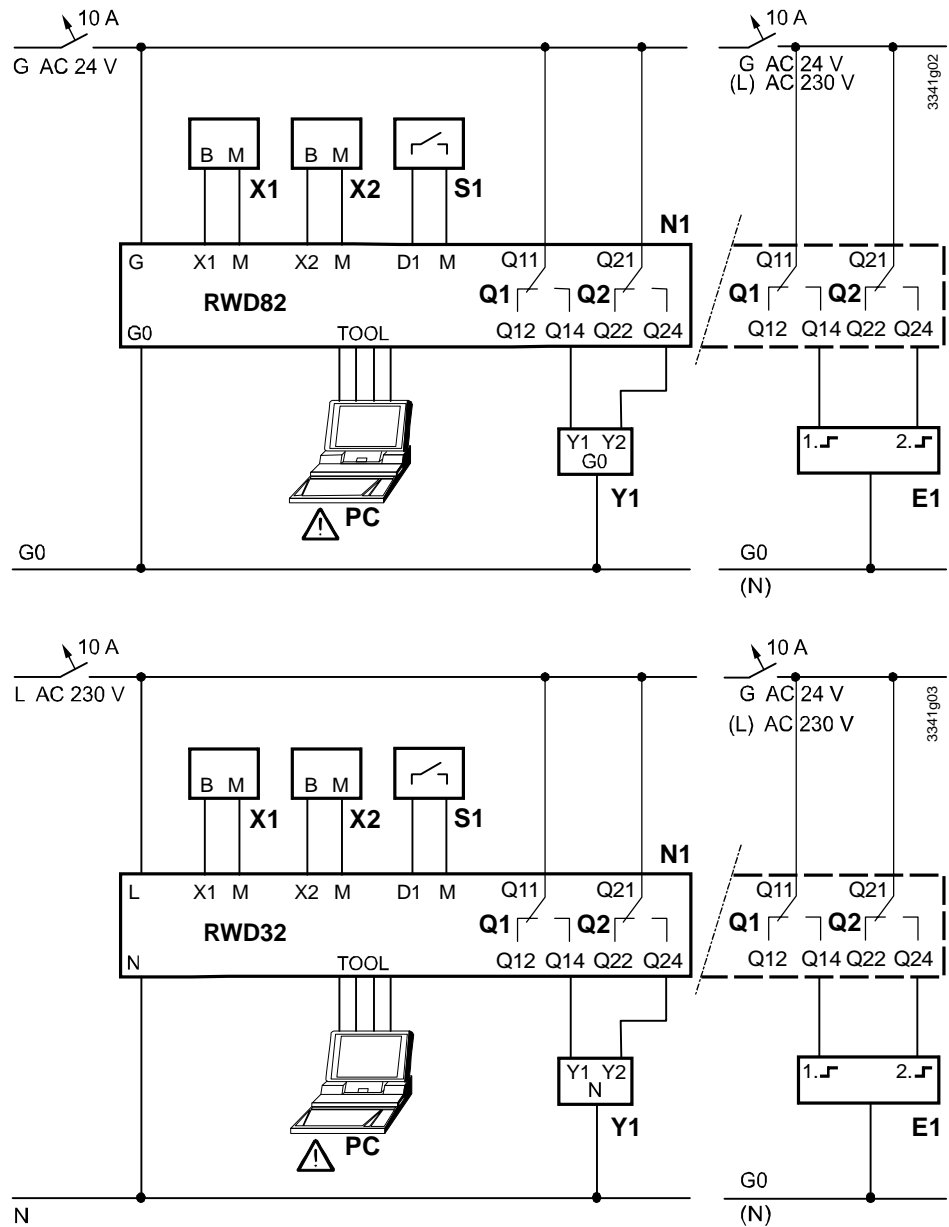 10 A
G AC 24 V
10 A
G AC 24 V
(L) AC 230 V
3341g02
B M
X1
B M
X2
S1
N1
G X1 M X2 M D1 M Q11 Q21
Q11 Q21
RWD82
Q1 Q2
Q1 Q2
G0 TOOL Q12 Q14 Q22 Q24
Q12 Q14 Q22 Q24
Y1 Y2
G0
Y1
1. 2.
E1
PC
G0
G0
(N)
10 A
L AC 230 V
10 A
G AC 24 V
(L) AC 230 V
3341g03
B M
X1
B M
X2
S1
N1
L X1 M X2 M D1 M Q11 Q21
Q11 Q21
RWD32
Q1 Q2
Q1 Q2
N TOOL Q12 Q14 Q22 Q24
Q12 Q14 Q22 Q24
Y1 Y2
N
Y1
1. 2.
E1
PC
N
G0
(N)